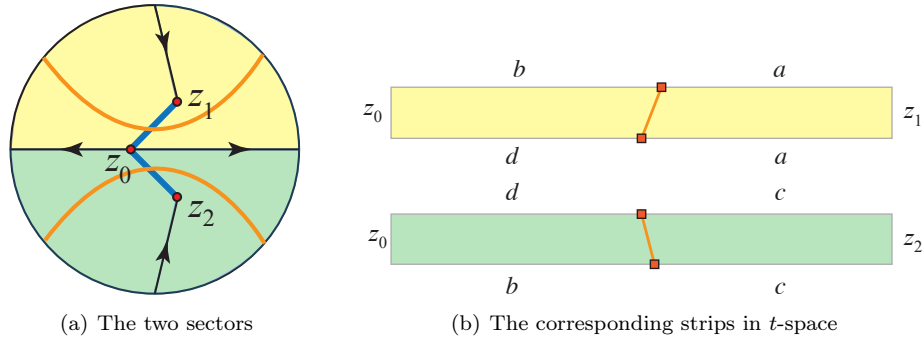 z₁
z₀
z₂
(a) The two sectors
b a
z₀ z₁
d a
d c
z₀ z₂
b c
(b) The corresponding strips in t-space